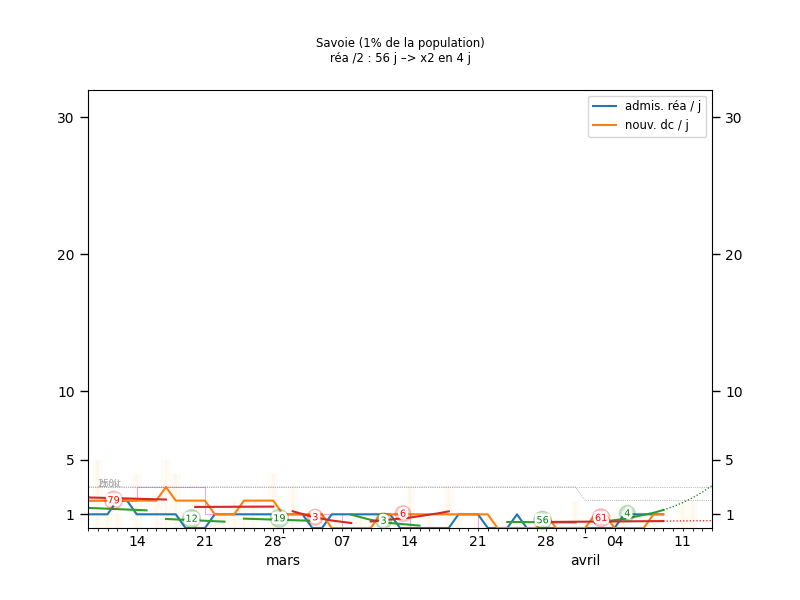 Savoie (1% de la population)
réa /2 : 56 j –> x2 en 4 j
admis. réa / j
nouv. dc / j
30 30
20 20
10 10
5 5
1 1
79 12 19 3 3 6 56 61 4
14 21 28 07 14 21 28 04 11
mars avril